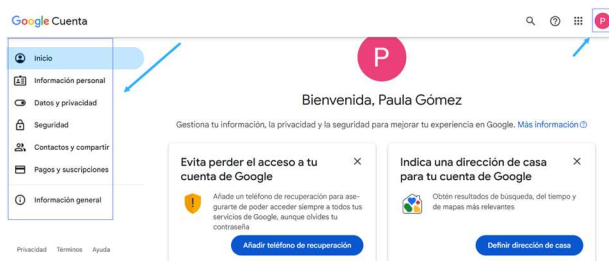 Google Cuenta
P
Inicio
Información personal
Datos y privacidad
Seguridad
Contactos y compartir
Pagos y suscripciones
Información general
Privacidad Términos Ayuda
P
Bienvenida, Paula Gómez
Gestiona tu información, la privacidad y la seguridad para mejorar tu experiencia en Google. Más información
Evita perder el acceso a tu
cuenta de Google
Añade un teléfono de recuperación para ase-
gurarte de poder acceder siempre a todos tus
servicios de Google, aunque olvides tu
contraseña
Añadir teléfono de recuperación
Indica una dirección de casa
para tu cuenta de Google
Obtén resultados de búsqueda, del tiempo y
de mapas más relevantes
Definir dirección de casa